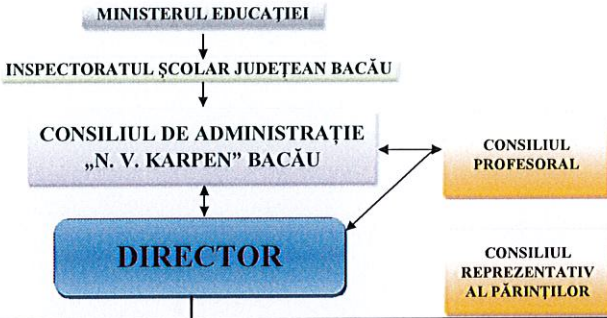 MINISTERUL EDUCAȚIEI
INSPECTORATUL ȘCOLAR JUDEȚEAN BACĂU
CONSILIUL DE ADMINISTRAȚIE
„N. V. KARPEN” BACĂU
CONSILIUL
PROFESORAL
DIRECTOR
CONSILIUL
REPREZENTATIV
AL PĂRINȚILOR